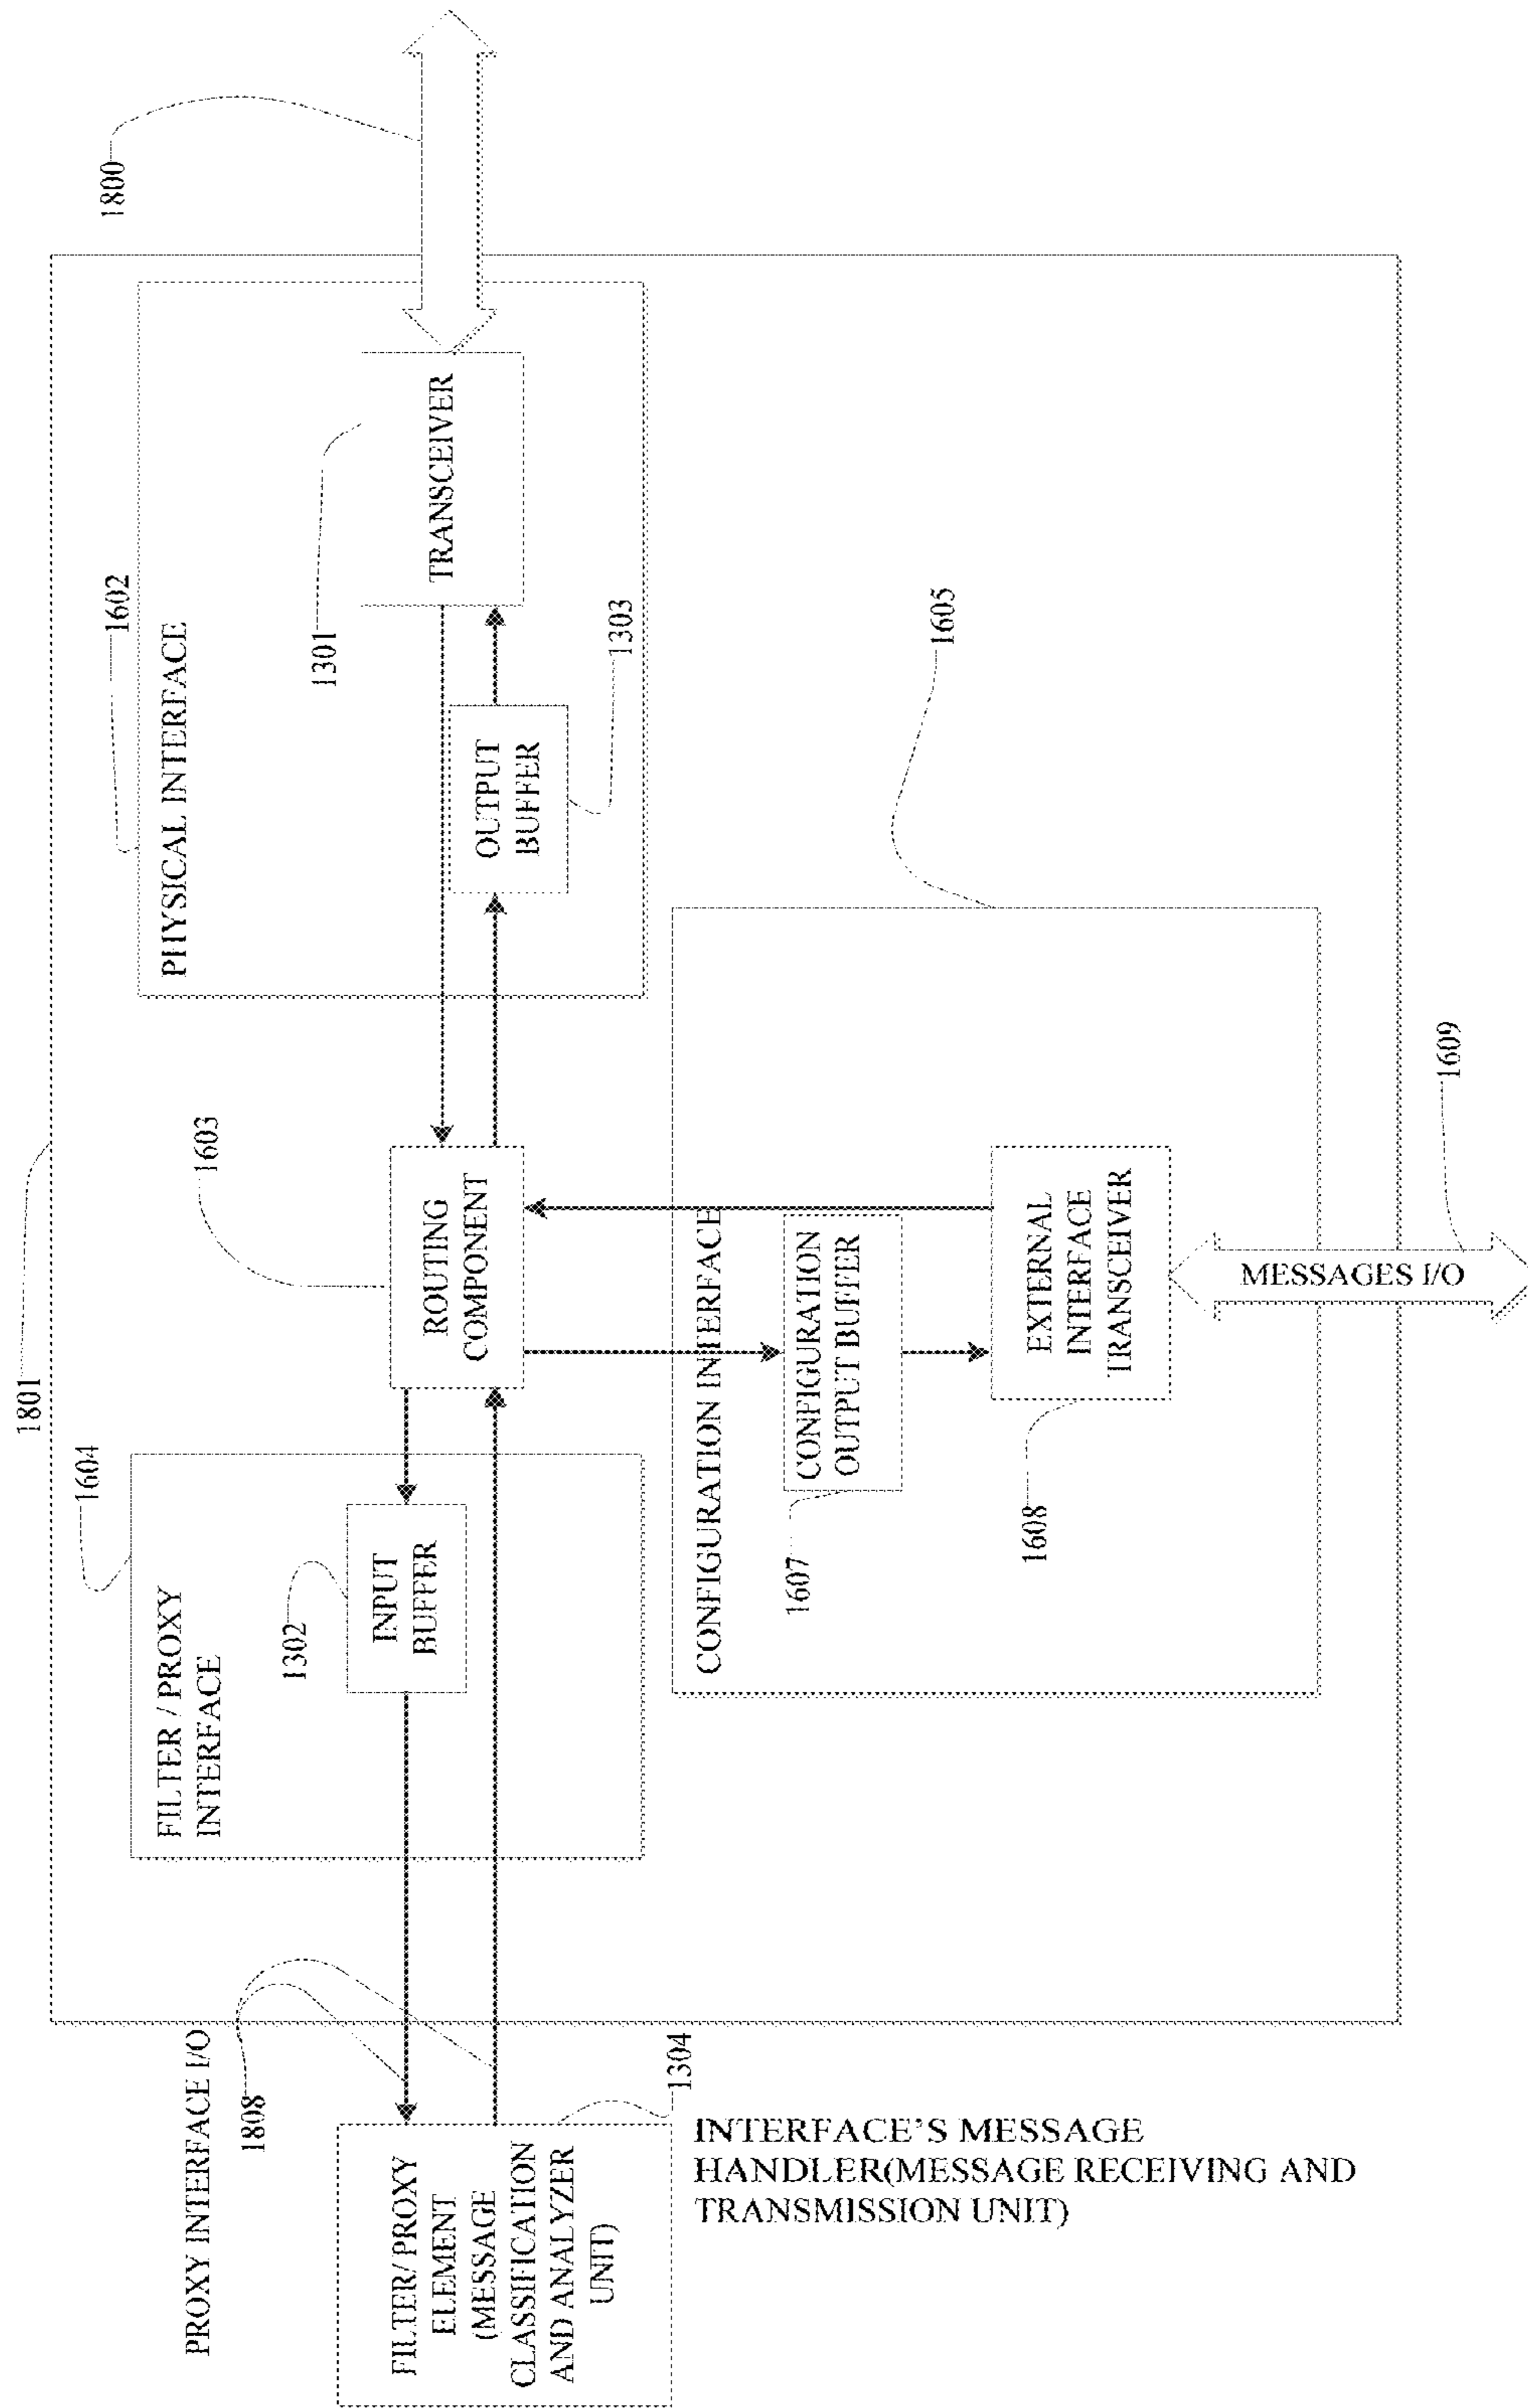 1800
1801
1602
PHYSICAL INTERFACE
1301
TRANSCEIVER
OUTPUT
BUFFER
1303
1603
ROUTING
COMPONENT
1604
FILTER / PROXY
INTERFACE
1302
INPUT
BUFFER
1605
CONFIGURATION INTERFACE
CONFIGURATION
OUTPUT BUFFER
1607
EXTERNAL
INTERFACE
TRANSCEIVER
1608
MESSAGES I/O
1609
PROXY INTERFACE I/O
1808
FILTER/ PROXY
ELEMENT
(MESSAGE
CLASSIFICATION
AND ANALYZER
UNIT)
1304
INTERFACE'S MESSAGE
HANDLER(MESSAGE RECEIVING AND
TRANSMISSION UNIT)